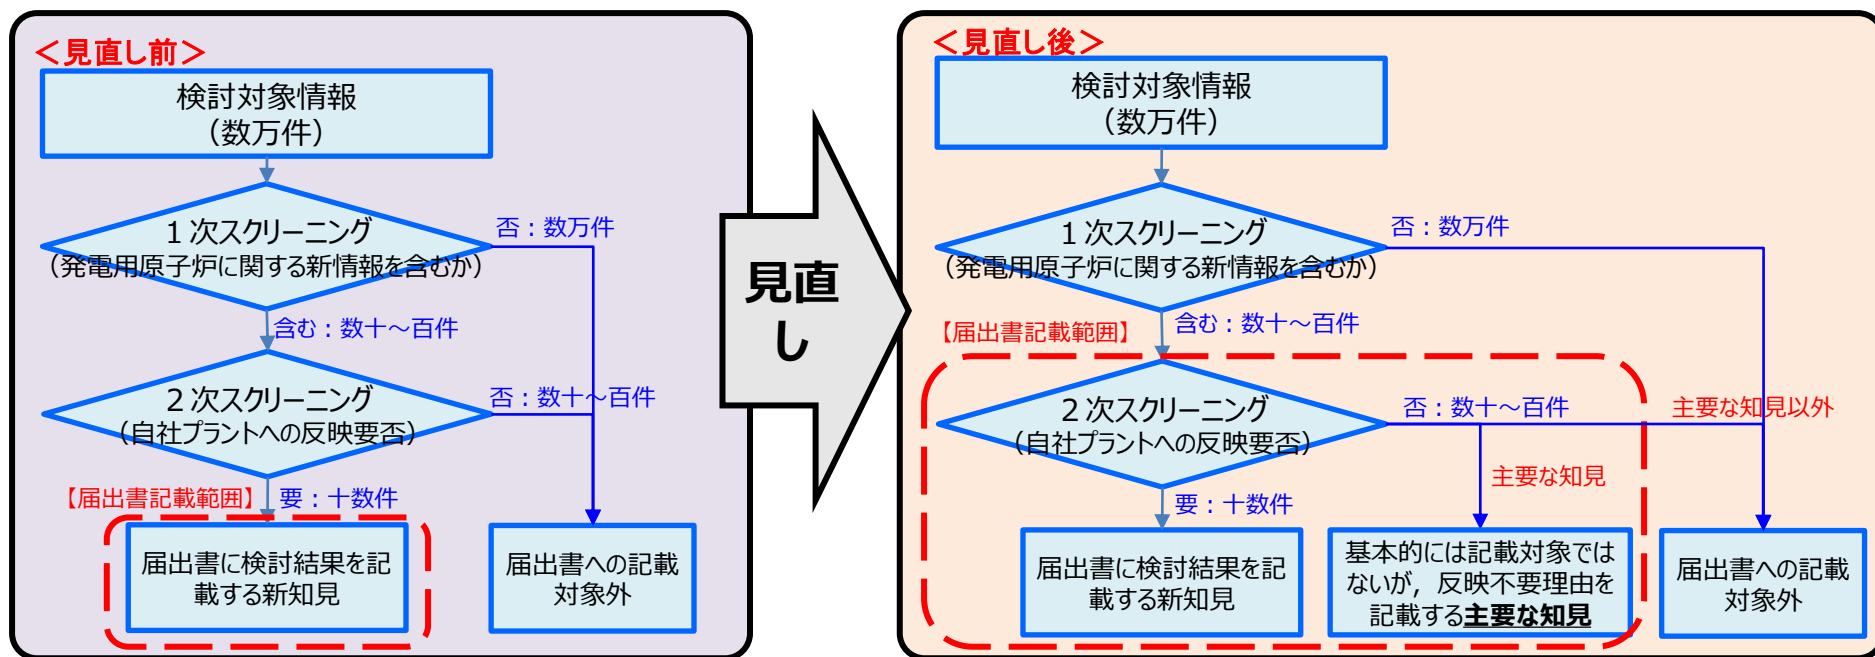 ＜見直し前＞
検討対象情報
（数万件）
１次スクリーニング
（発電用原子炉に関する新情報を含むか）
否：数万件
含む：数十～百件
２次スクリーニング
（自社プラントへの反映要否）
否：数十～百件
【届出書記載範囲】
要：十数件
届出書に検討結果を記
載する新知見
届出書への記載
対象外
見直
し
＜見直し後＞
検討対象情報
（数万件）
１次スクリーニング
（発電用原子炉に関する新情報を含むか）
否：数万件
含む：数十～百件
【届出書記載範囲】
２次スクリーニング
（自社プラントへの反映要否）
否：数十～百件
主要な知見以外
主要な知見
要：十数件
届出書に検討結果を記
載する新知見
基本的には記載対象では
ないが，反映不要理由を
記載する主要な知見
届出書への記載
対象外